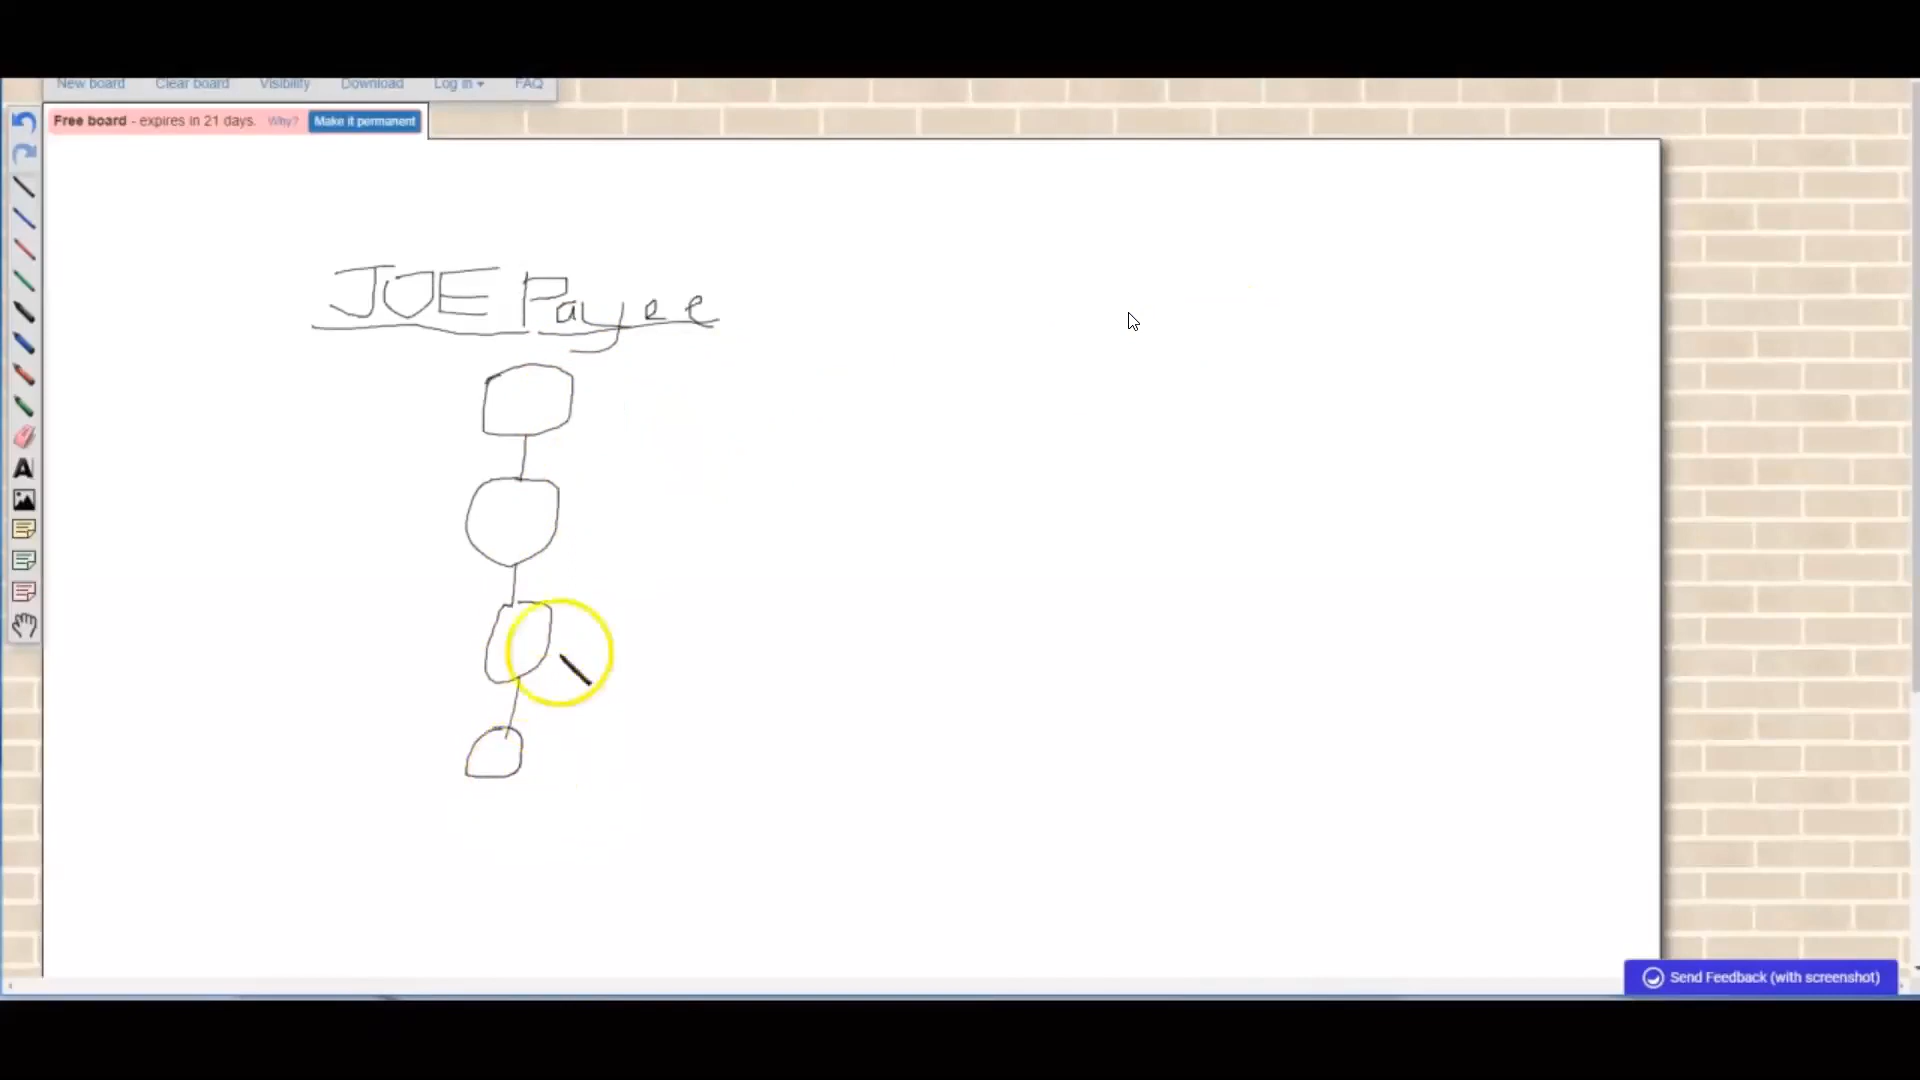 New board Clear board Visibility Download Log in FAQ
Free board - expires in 21 days. Why? Make it permanent
A
JOE Payee
Send Feedback (with screenshot)